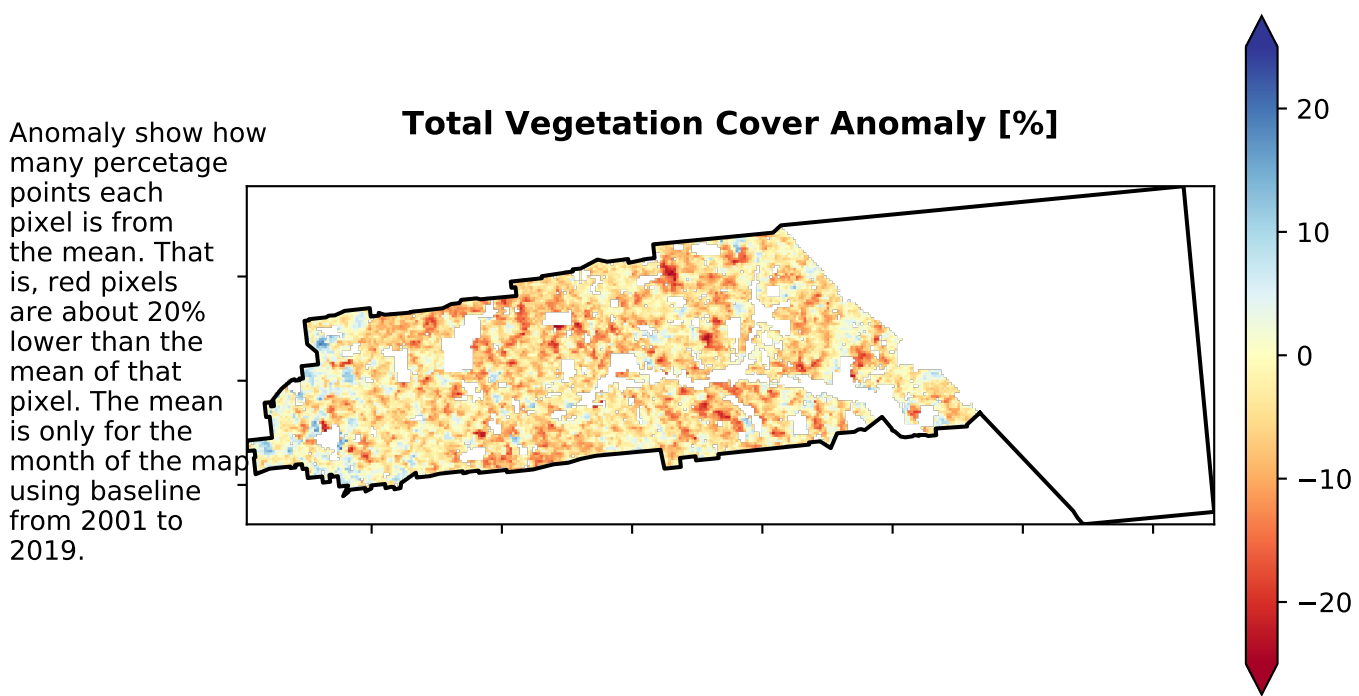 Total Vegetation Cover Anomaly [%]
Anomaly show how
many percetage
points each
pixel is from
the mean. That
is, red pixels
are about 20%
lower than the
mean of that
pixel. The mean
is only for the
month of the map
using baseline
from 2001 to
2019.
20
10
0
−10
−20